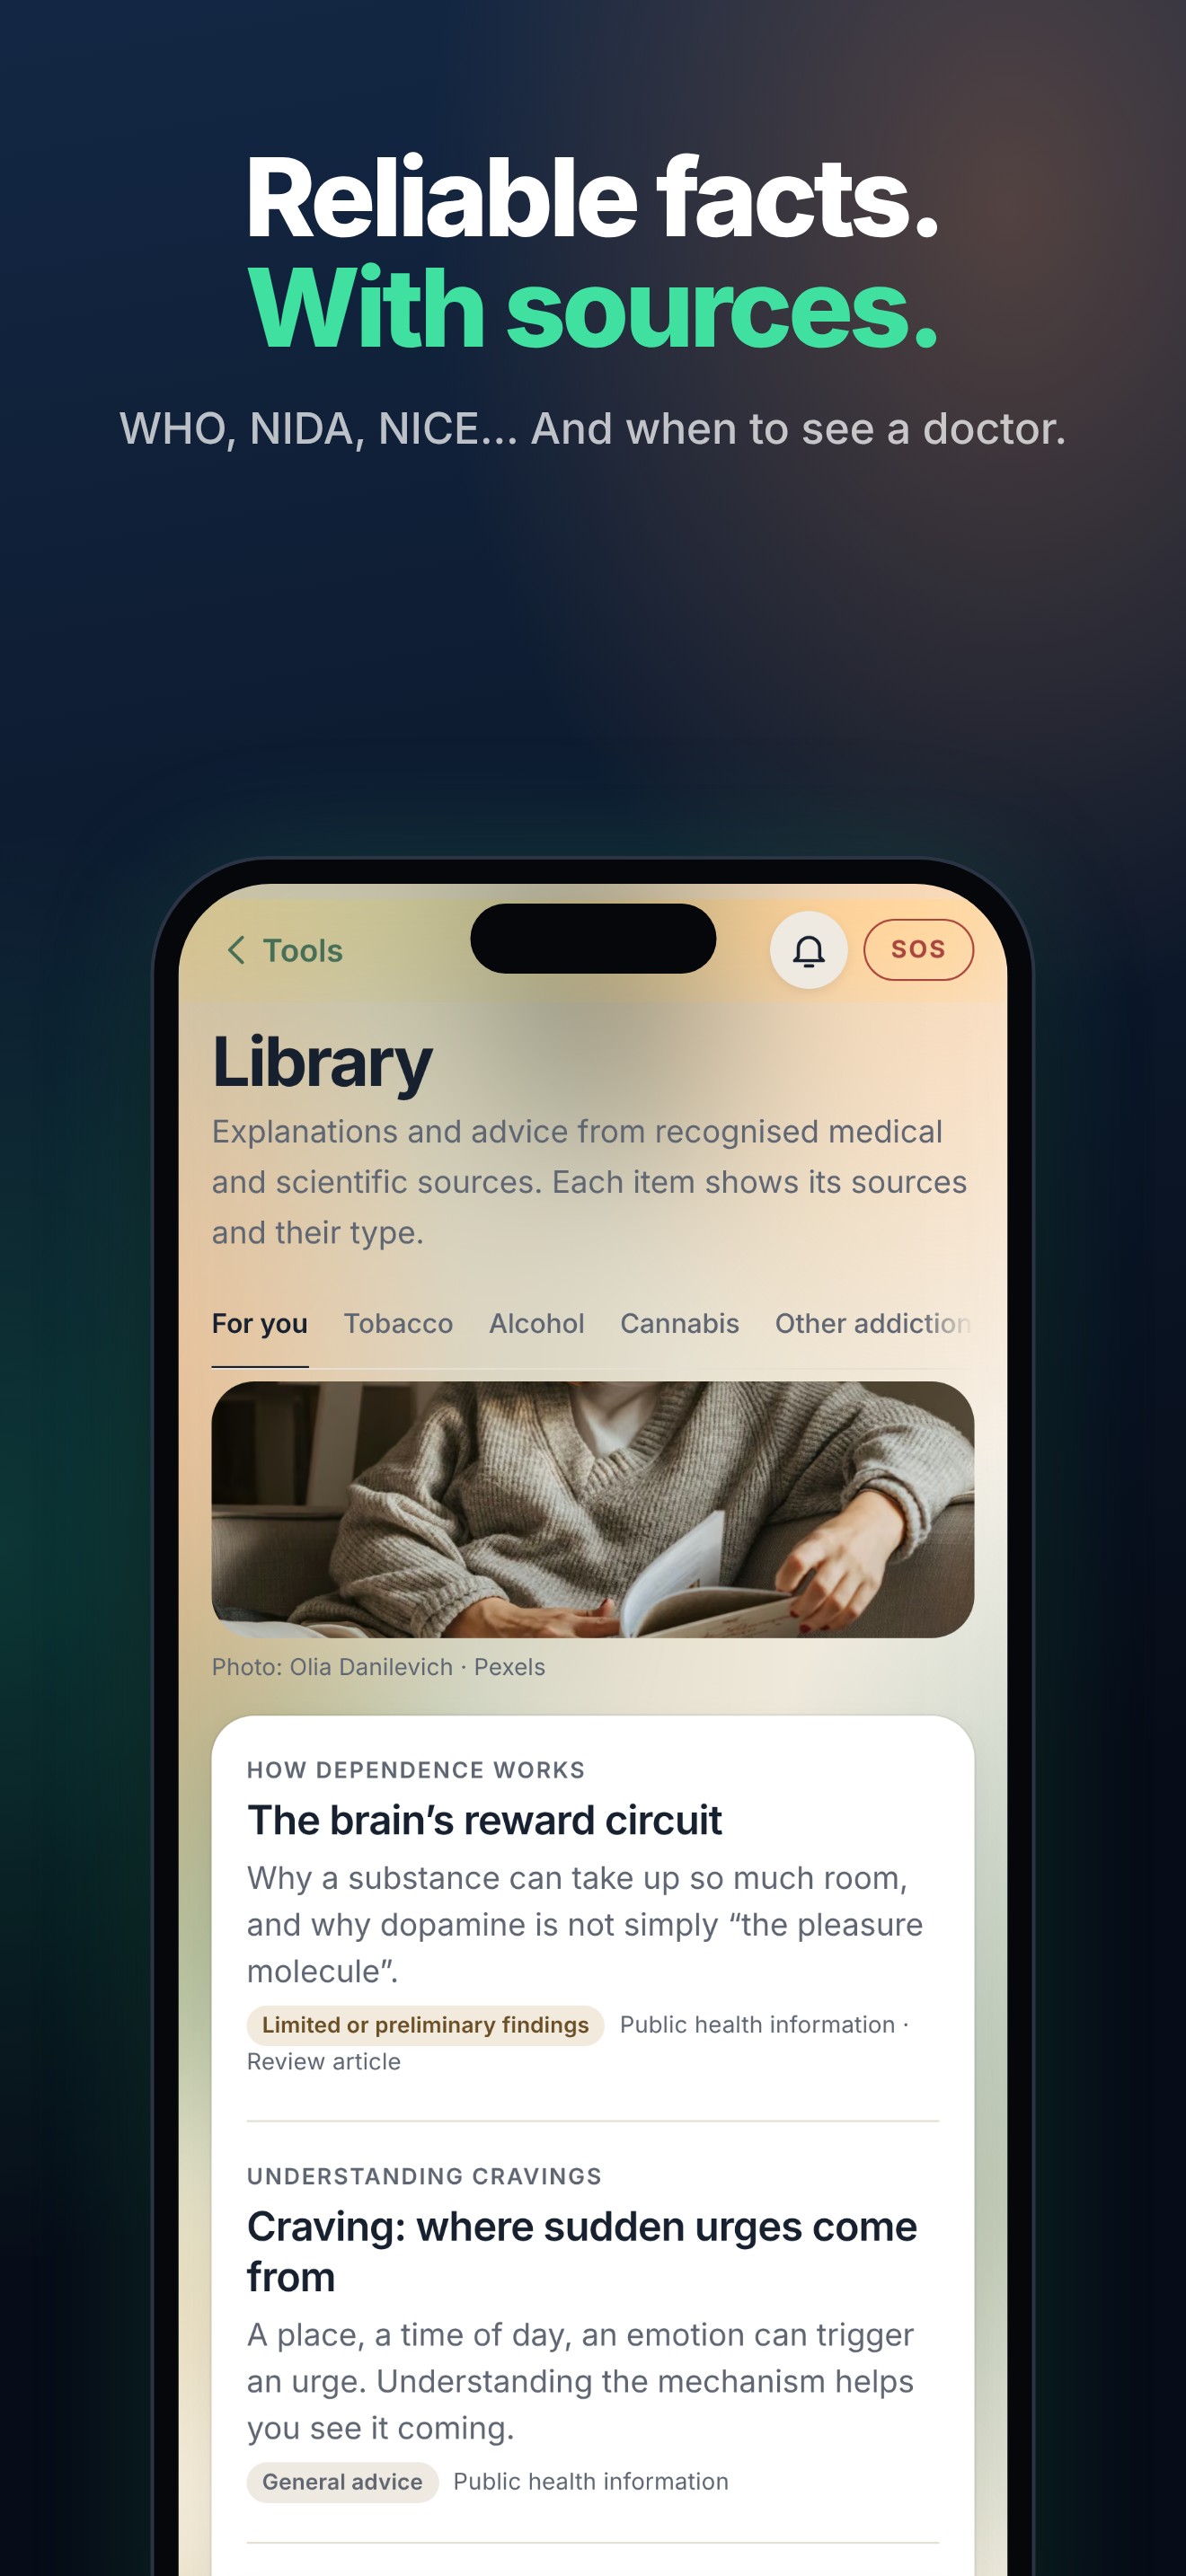 Reliable facts.
With sources.
WHO, NIDA, NICE... And when to see a doctor.
Tools
SOS
Library
Explanations and advice from recognised medical
and scientific sources. Each item shows its sources
and their type.
For you Tobacco Alcohol Cannabis Other addiction
Photo: Olia Danilevich · Pexels
HOW DEPENDENCE WORKS
The brain’s reward circuit
Why a substance can take up so much room,
and why dopamine is not simply “the pleasure
molecule”.
Limited or preliminary findings Public health information ·
Review article
UNDERSTANDING CRAVINGS
Craving: where sudden urges come
from
A place, a time of day, an emotion can trigger
an urge. Understanding the mechanism helps
you see it coming.
General advice Public health information